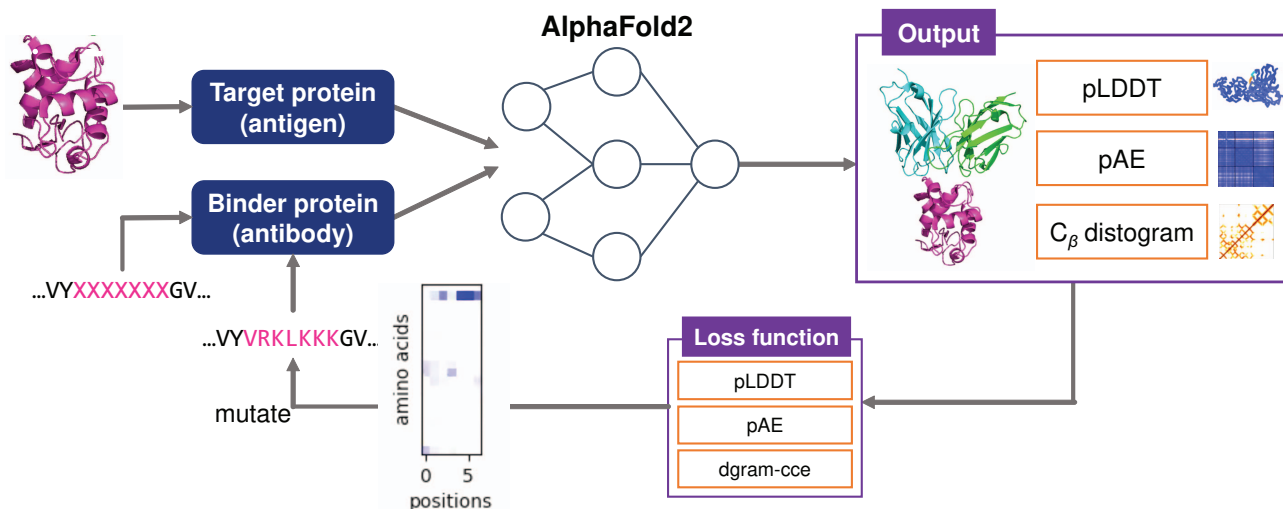 AlphaFold2
Target protein
(antigen)
Binder protein
(antibody)
...VYXXXXXXXGV...
...VYVRKLKKKGV...
mutate
amino acids
0 5
positions
Output
pLDDT
pAE
Cβ distogram
Loss function
pLDDT
pAE
dgram-cce